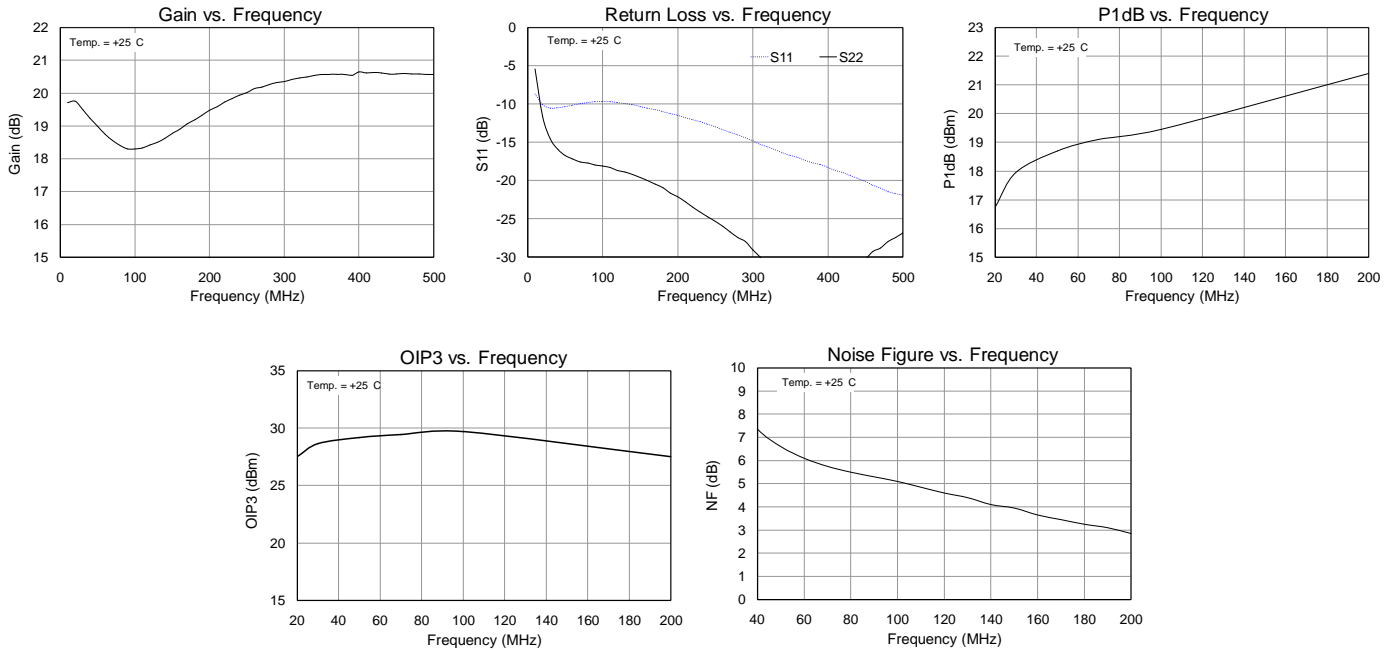 Gain vs. Frequency
Temp. = +25 C
22
21
20
19
18
17
16
15
Gain (dB)
0 100 200 300 400 500
Frequency (MHz)
Return Loss vs. Frequency
Temp. = +25 C
S11 S22
0
-5
-10
-15
-20
-25
-30
S11 (dB)
0 100 200 300 400 500
Frequency (MHz)
P1dB vs. Frequency
Temp. = +25 C
23
22
21
20
19
18
17
16
15
P1dB (dBm)
20 40 60 80 100 120 140 160 180 200
Frequency (MHz)
OIP3 vs. Frequency
Temp. = +25 C
35
30
25
20
15
OIP3 (dBm)
20 40 60 80 100 120 140 160 180 200
Frequency (MHz)
Noise Figure vs. Frequency
Temp. = +25 C
10
9
8
7
6
5
4
3
2
1
0
NF (dB)
40 60 80 100 120 140 160 180 200
Frequency (MHz)